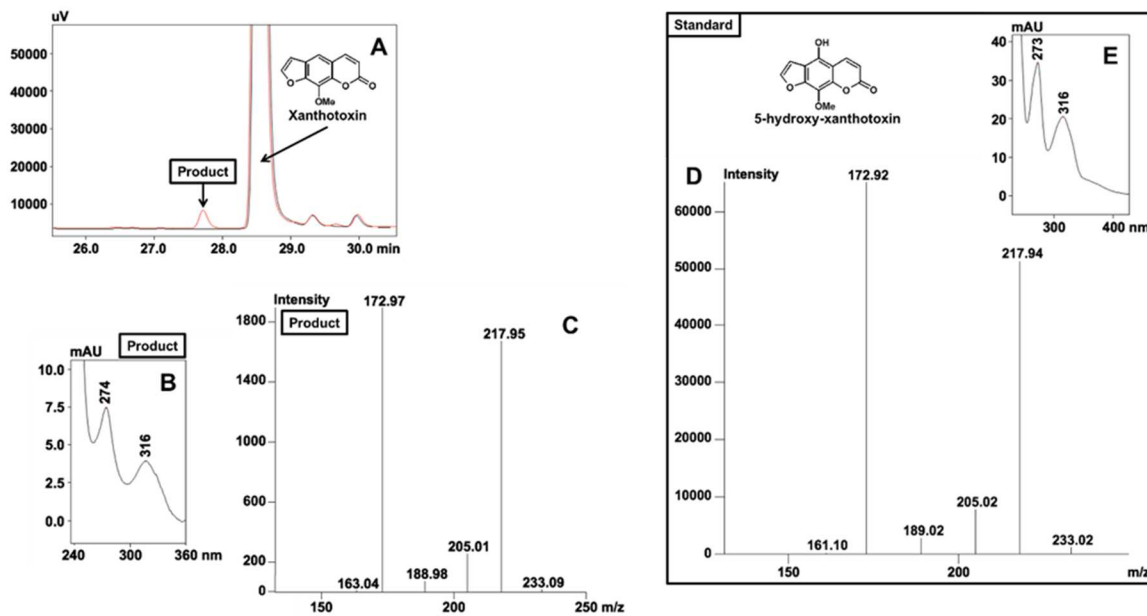 uV
A
50000
40000
30000
20000
10000
OMe
Xanthotoxin
Product
26.0 27.0 28.0 29.0 30.0 min
O O O
Product
mAU
B
10.0
7.5
5.0
2.5
0.0
274
316
240 300 360 nm
Intensity
Product
C
1800
1400
1000
600
200
0
172.97
217.95
205.01
188.98
163.04
233.09
150 200 250 m/z
Standard
OH
O O O
OMe
5-hydroxy-xanthotoxin
mAU
E
40
30
20
10
0
273
316
300 400 nm
D
Intensity
60000
50000
40000
30000
20000
10000
0
172.92
217.94
205.02
189.02
161.10
233.02
150 200 m/z